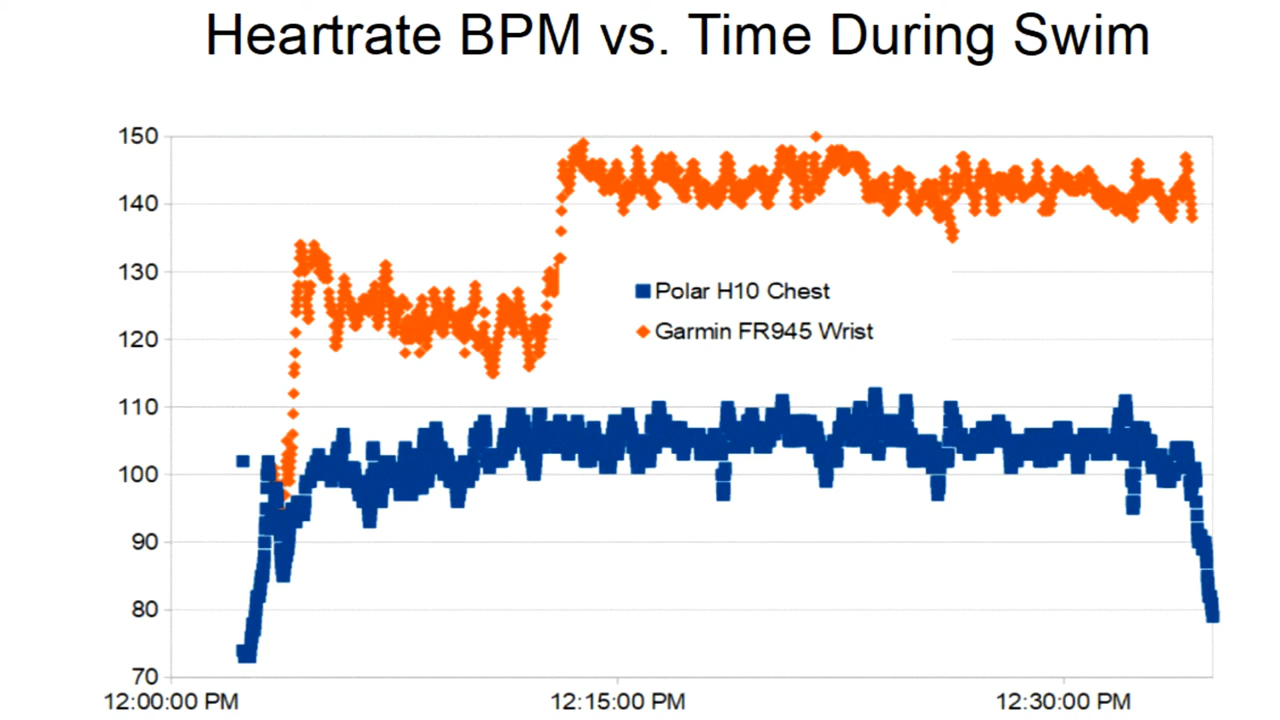 Heartrate BPM vs. Time During Swim
150
140
130
120
110
100
90
80
70
Polar H10 Chest
Garmin FR945 Wrist
12:00:00 PM 12:15:00 PM 12:30:00 PM